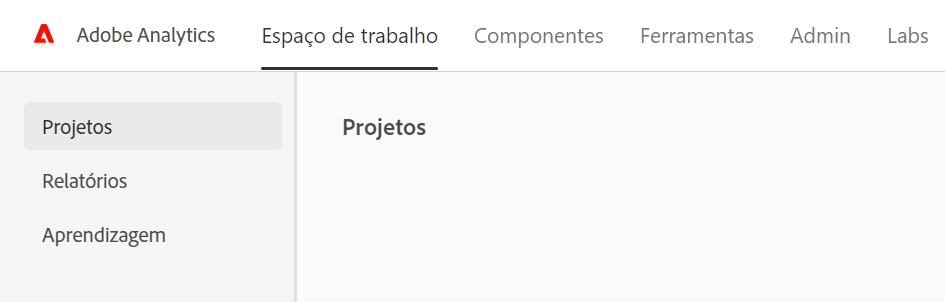 Adobe Analytics Espaço de trabalho Componentes Ferramentas Admin Labs
Projetos
Relatórios
Aprendizagem
Projetos